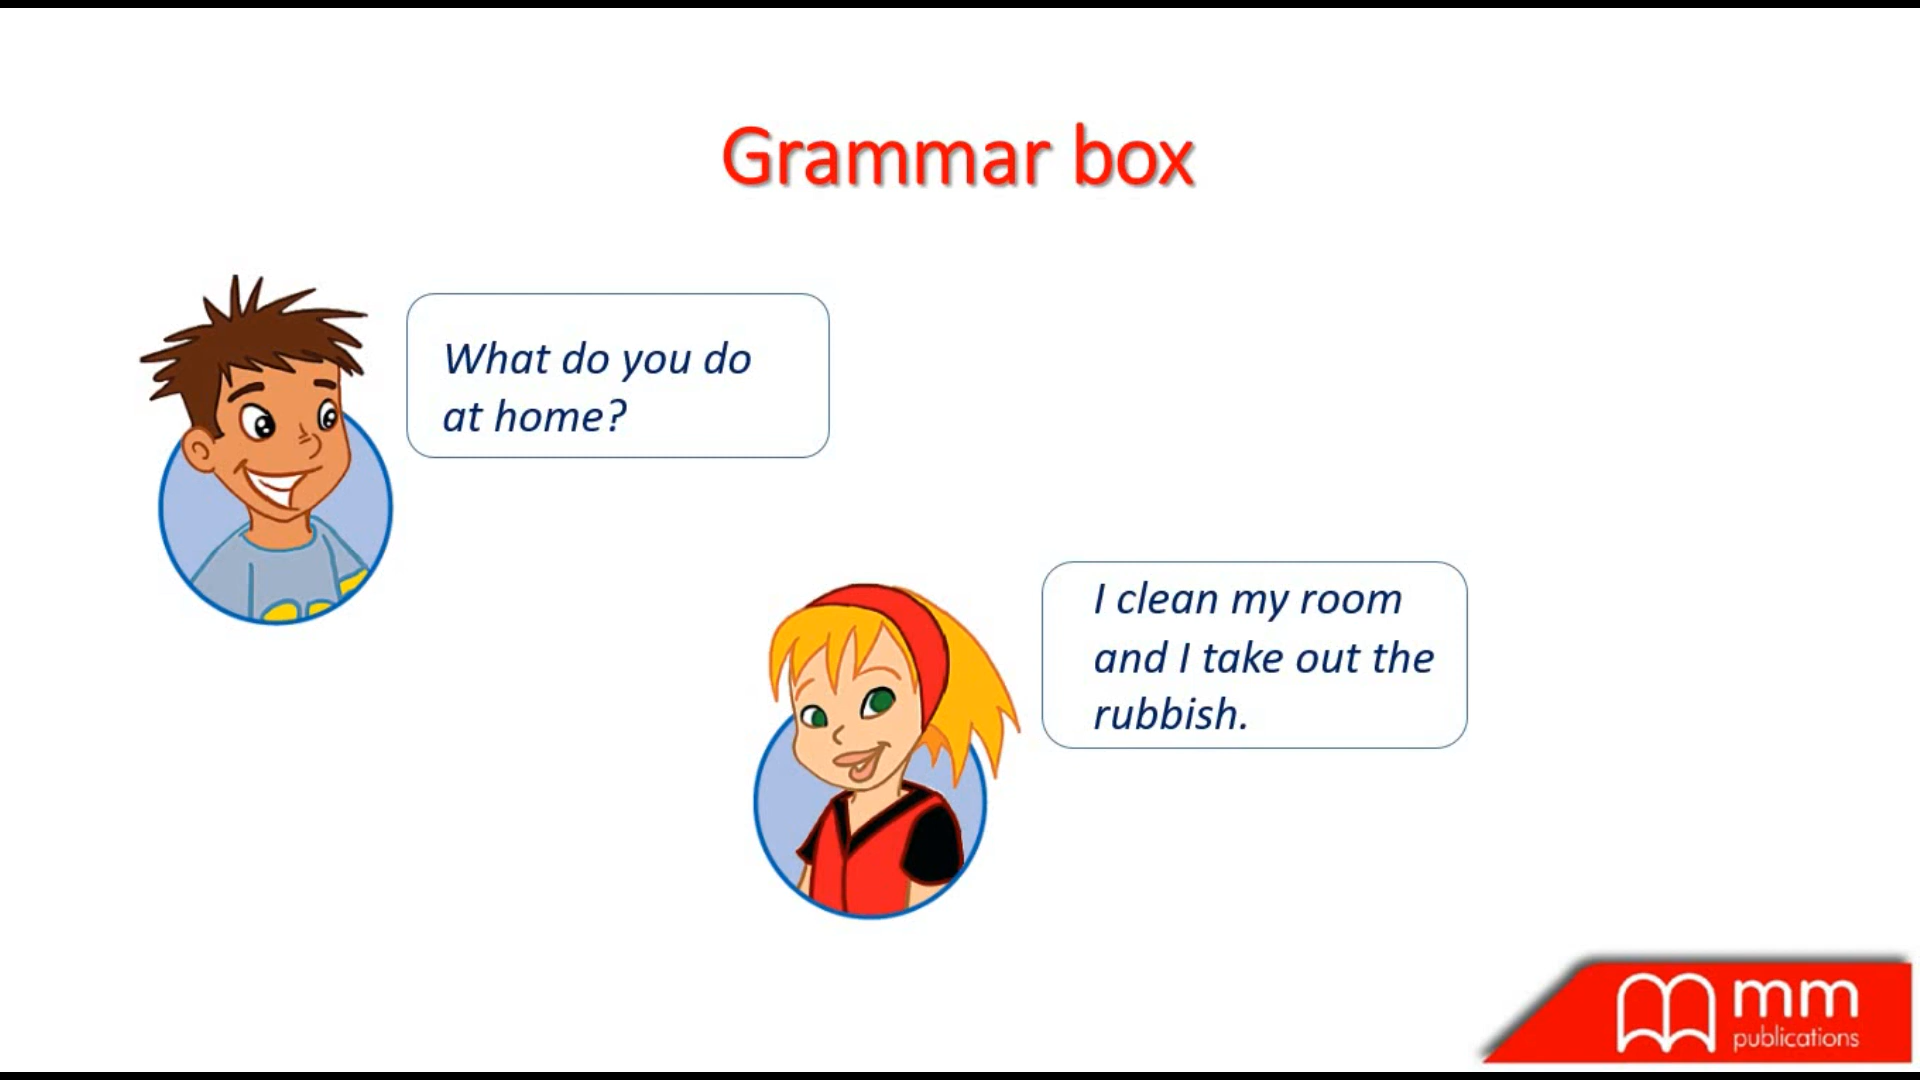 Grammar box
What do you do
at home?
I clean my room
and I take out the
rubbish.
mm
publications